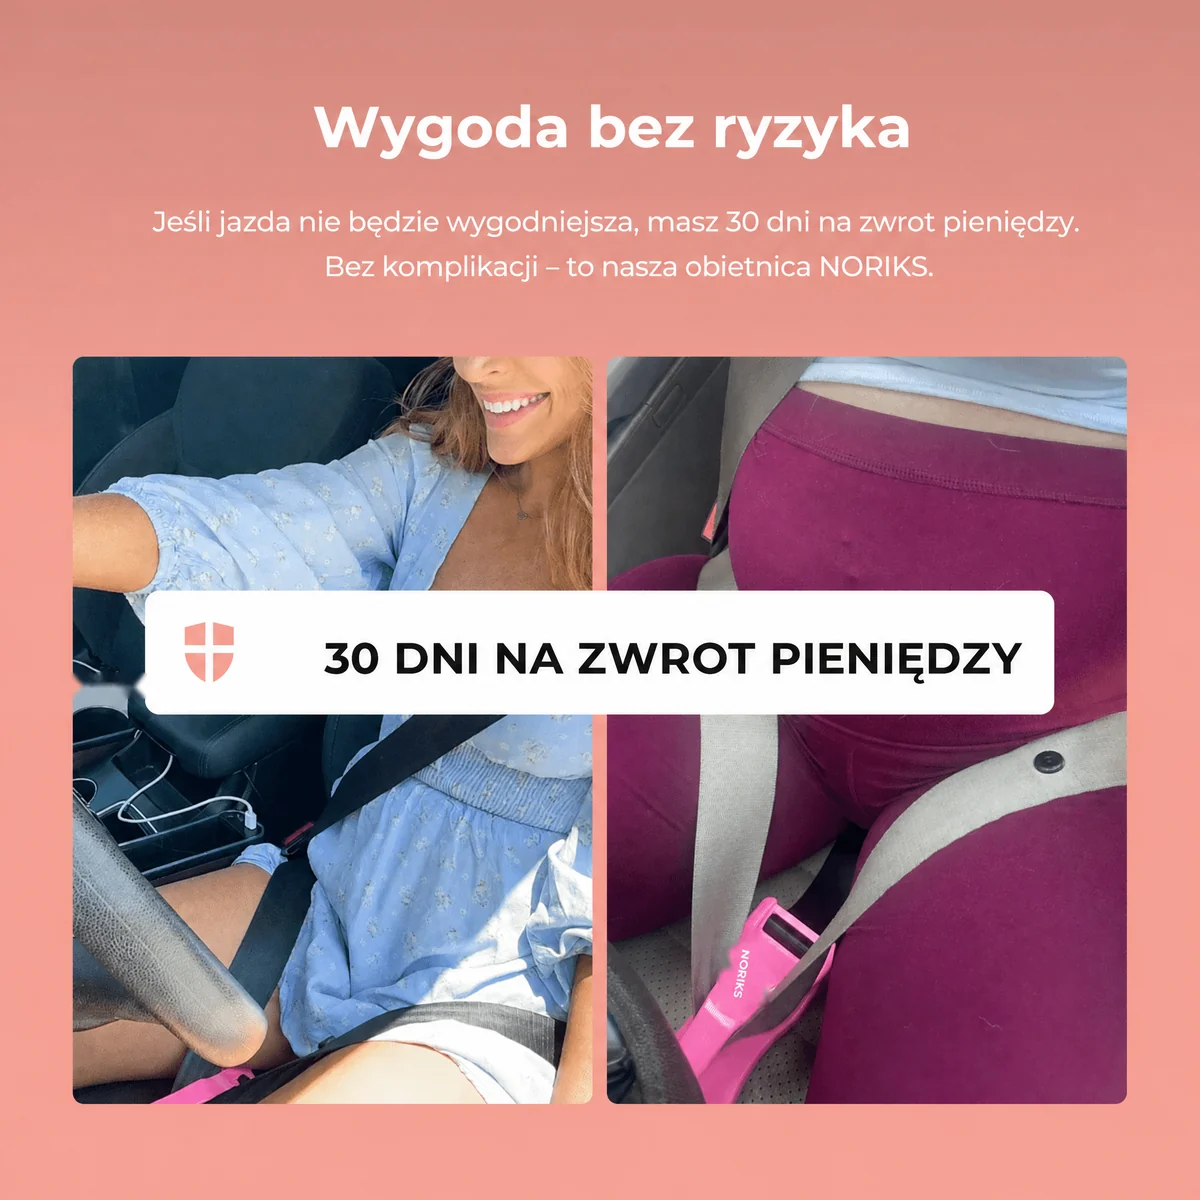 Wygoda bez ryzyka
Jeśli jazda nie będzie wygodniejsza, masz 30 dni na zwrot pieniędzy.
Bez komplikacji – to nasza obietnica NORIKS.
30 DNI NA ZWROT PIENIĘDZY
NORIKS